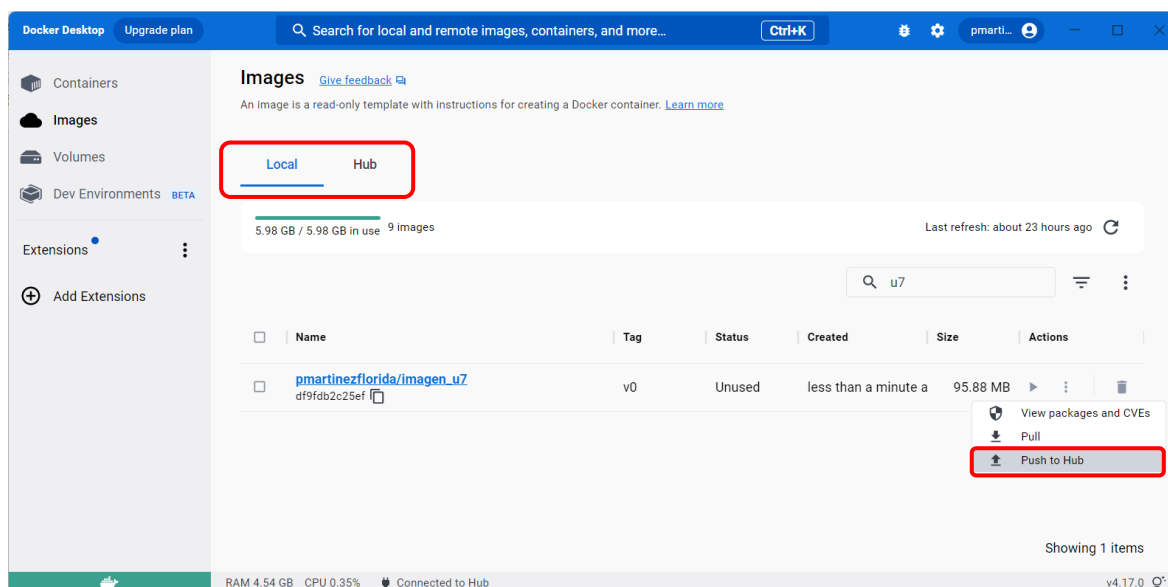 Docker Desktop Upgrade plan Search for local and remote images, containers, and more... Ctrl+K pmarti...
Containers
Images
Volumes
Dev Environments BETA
Extensions
Add Extensions
Images Give feedback
An image is a read-only template with instructions for creating a Docker container. Learn more
Local Hub
5.98 GB / 5.98 GB in use 9 images Last refresh: about 23 hours ago
u7
Name Tag Status Created Size Actions
pmartinezflorida/imagen_u7 v0 Unused less than a minute a 95.88 MB
df9fdb2c25ef
View packages and CVEs
Pull
Push to Hub
Showing 1 items
RAM 4.54 GB CPU 0.35% Connected to Hub v4.17.0